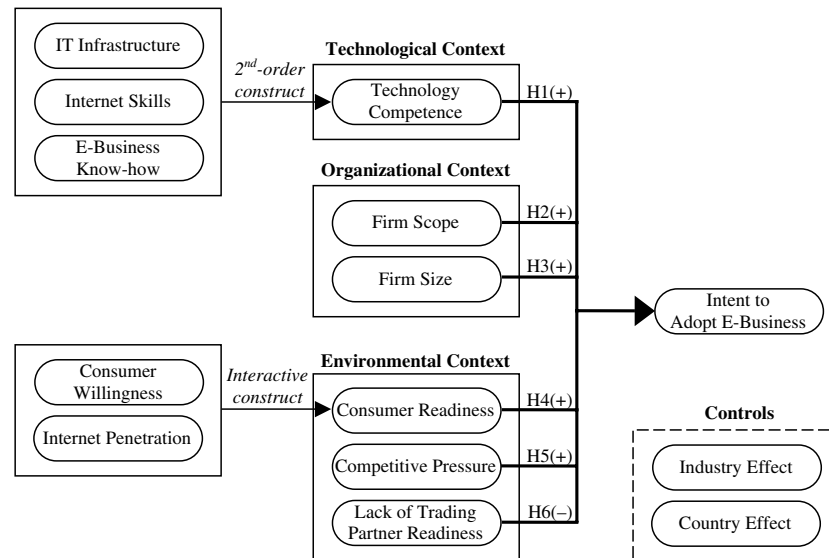 IT Infrastructure
Internet Skills
E-Business
Know-how
2nd-order
construct
Technological Context
Technology
Competence
H1(+)
Organizational Context
Firm Scope
H2(+)
Firm Size
H3(+)
Intent to
Adopt E-Business
Consumer
Willingness
Internet Penetration
Interactive
construct
Environmental Context
Consumer Readiness
H4(+)
Competitive Pressure
H5(+)
Lack of Trading
Partner Readiness
H6(–)
Controls
Industry Effect
Country Effect